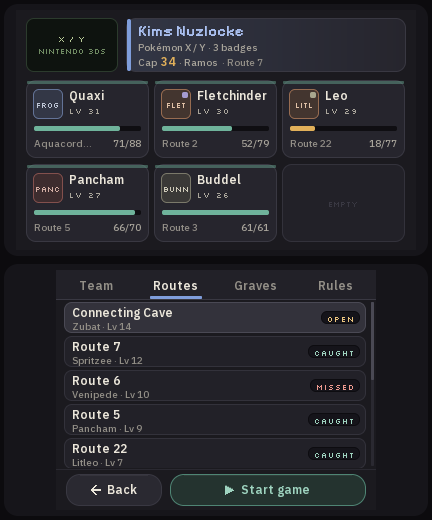 X / Y
NINTENDO 3DS
Kims Nuzlocke
Pokémon X / Y · 3 badges
Cap 34 · Ramos · Route 7
FROG
Quaxi
LV 31
Aquacord…
71/88
FLET
Fletchinder
LV 30
Route 2
52/79
LITL
Leo
LV 29
Route 22
18/77
PANC
Pancham
LV 27
Route 5
66/70
BUNN
Buddel
LV 26
Route 3
61/61
EMPTY
Team
Routes
Graves
Rules
Connecting Cave
Zubat · Lv 14
OPEN
Route 7
Spritzee · Lv 12
CAUGHT
Route 6
Venipede · Lv 10
MISSED
Route 5
Pancham · Lv 9
CAUGHT
Route 22
Litleo · Lv 7
CAUGHT
← Back
▶ Start game